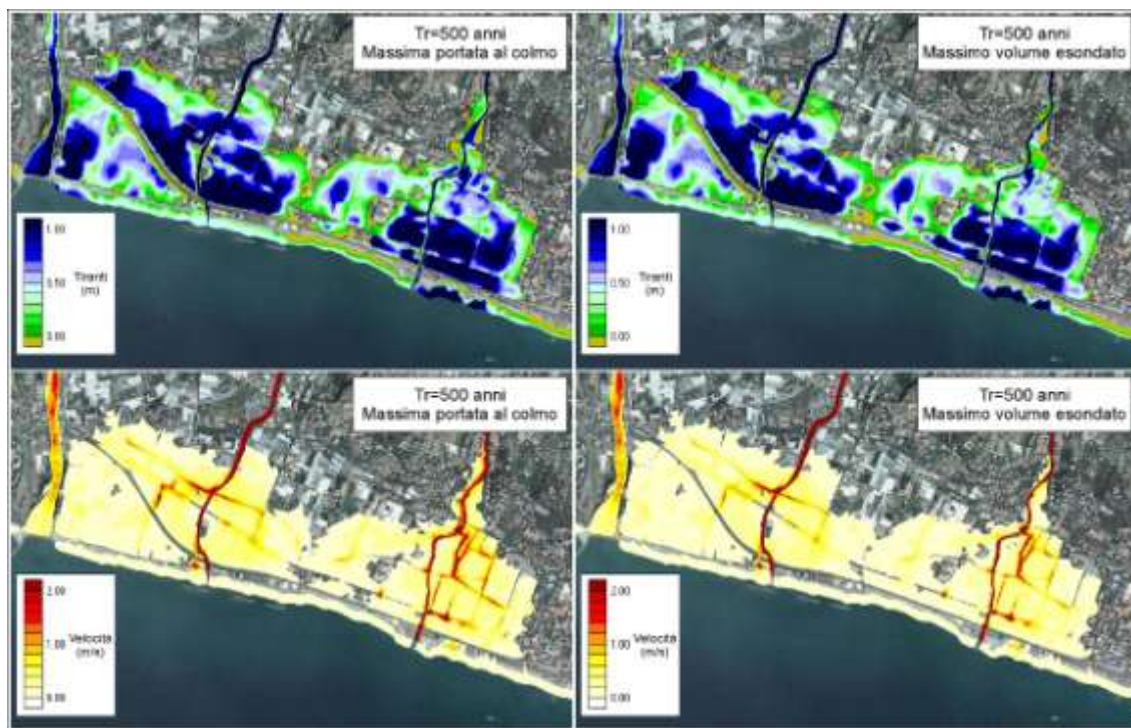 Tr=500 anni
Massima portata al colmo
Tr=500 anni
Massimo volume esondato
1.00
Tiranti
0.50
(m)
0.00
1.00
Tiranti
0.50
(m)
0.00
Tr=500 anni
Massima portata al colmo
Tr=500 anni
Massimo volume esondato
2.00
Velocità
1.00
(m/s)
0.00
2.00
Velocità
1.00
(m/s)
0.00